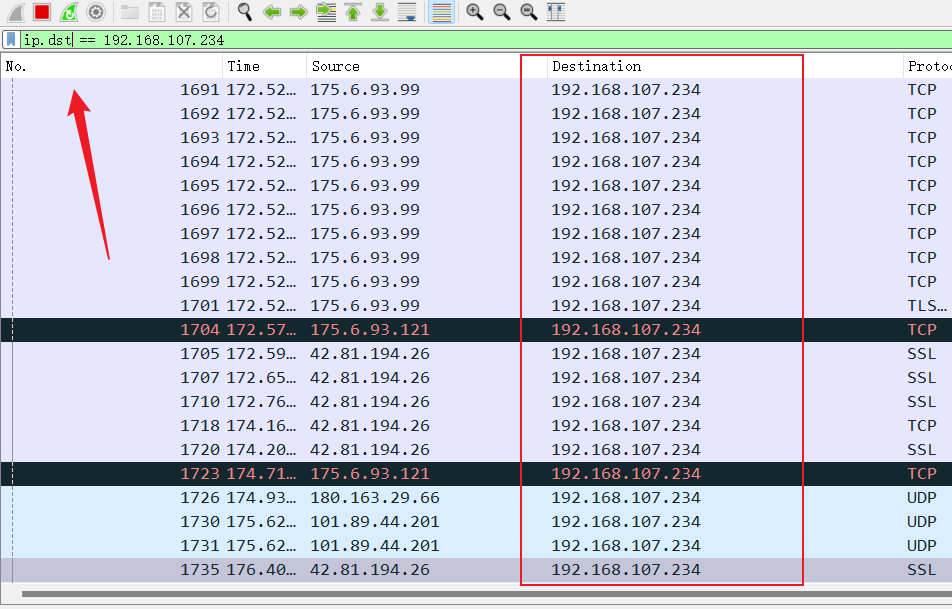 ip.dst == 192.168.107.234
No. Time Source Destination Protoc
1691 172.52… 175.6.93.99 192.168.107.234 TCP
1692 172.52… 175.6.93.99 192.168.107.234 TCP
1693 172.52… 175.6.93.99 192.168.107.234 TCP
1694 172.52… 175.6.93.99 192.168.107.234 TCP
1695 172.52… 175.6.93.99 192.168.107.234 TCP
1696 172.52… 175.6.93.99 192.168.107.234 TCP
1697 172.52… 175.6.93.99 192.168.107.234 TCP
1698 172.52… 175.6.93.99 192.168.107.234 TCP
1699 172.52… 175.6.93.99 192.168.107.234 TCP
1701 172.52… 175.6.93.99 192.168.107.234 TLS…
1704 172.57… 175.6.93.121 192.168.107.234 TCP
1705 172.59… 42.81.194.26 192.168.107.234 SSL
1707 172.65… 42.81.194.26 192.168.107.234 SSL
1710 172.76… 42.81.194.26 192.168.107.234 SSL
1718 174.16… 42.81.194.26 192.168.107.234 TCP
1720 174.20… 42.81.194.26 192.168.107.234 SSL
1723 174.71… 175.6.93.121 192.168.107.234 TCP
1726 174.93… 180.163.29.66 192.168.107.234 UDP
1730 175.62… 101.89.44.201 192.168.107.234 UDP
1731 175.62… 101.89.44.201 192.168.107.234 UDP
1735 176.40… 42.81.194.26 192.168.107.234 SSL